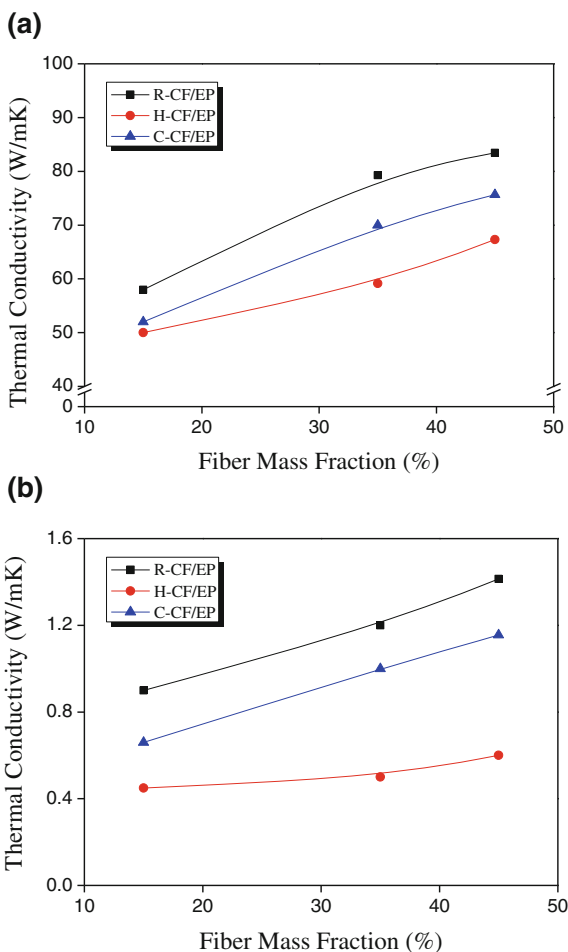 (a)
Thermal Conductivity (W/mK)
100
90
80
70
60
50
40
0
R-CF/EP
H-CF/EP
C-CF/EP
10 20 30 40 50
Fiber Mass Fraction (%)
(b)
Thermal Conductivity (W/mK)
1.6
1.2
0.8
0.4
0.0
R-CF/EP
H-CF/EP
C-CF/EP
10 20 30 40 50
Fiber Mass Fraction (%)